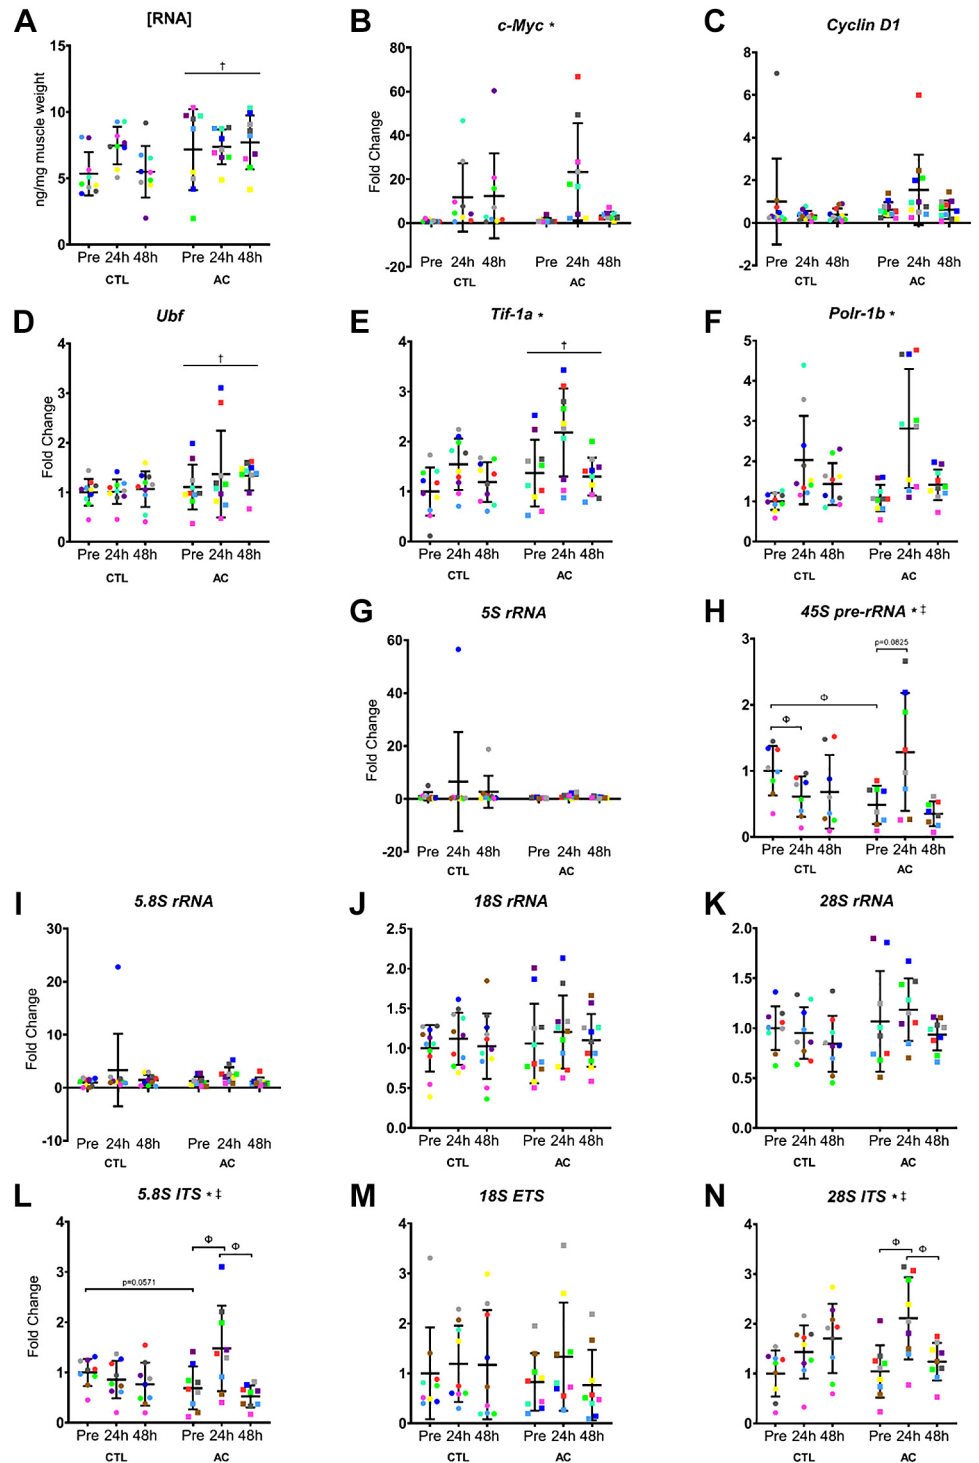 A [RNA]
ng/mg muscle weight
15
10
5
0
†
Pre 24h 48h Pre 24h 48h
CTL AC
B c-Myc *
Fold Change
80
60
40
20
0
-20
Pre 24h 48h Pre 24h 48h
CTL AC
C Cyclin D1
8
6
4
2
0
-2
Pre 24h 48h Pre 24h 48h
CTL AC
D Ubf
Fold Change
4
3
2
1
0
†
Pre 24h 48h Pre 24h 48h
CTL AC
E Tif-1a *
4
3
2
1
0
†
Pre 24h 48h Pre 24h 48h
CTL AC
F Polr-1b *
5
4
3
2
1
0
Pre 24h 48h Pre 24h 48h
CTL AC
G 5S rRNA
Fold Change
60
40
20
0
-20
Pre 24h 48h Pre 24h 48h
CTL AC
H 45S pre-rRNA * ‡
3
2
1
0
p=0.0825
Φ
Φ
Pre 24h 48h Pre 24h 48h
CTL AC
I 5.8S rRNA
Fold Change
30
20
10
0
-10
Pre 24h 48h Pre 24h 48h
CTL AC
J 18S rRNA
2.5
2.0
1.5
1.0
0.5
0.0
Pre 24h 48h Pre 24h 48h
CTL AC
K 28S rRNA
2.0
1.5
1.0
0.5
0.0
Pre 24h 48h Pre 24h 48h
CTL AC
L 5.8S ITS * ‡
Fold Change
4
3
2
1
0
Φ
Φ
p=0.0571
Pre 24h 48h Pre 24h 48h
CTL AC
M 18S ETS
4
3
2
1
0
Pre 24h 48h Pre 24h 48h
CTL AC
N 28S ITS * ‡
4
3
2
1
0
Φ
Φ
Pre 24h 48h Pre 24h 48h
CTL AC